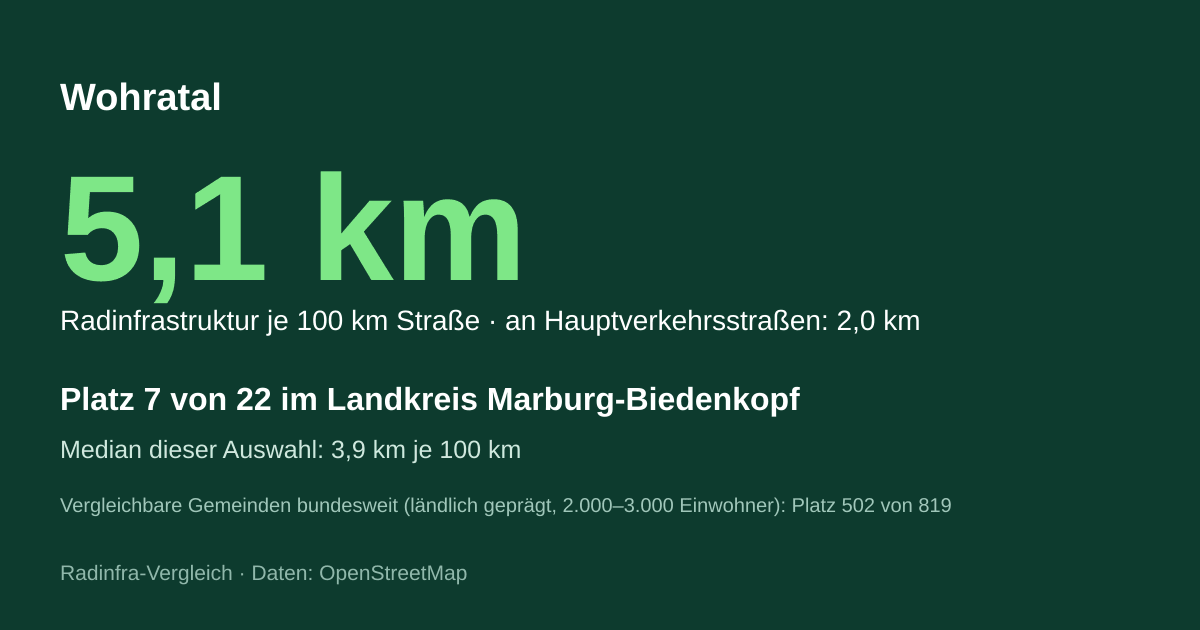 Wohratal
5,1 km
Radinfrastruktur je 100 km Straße · an Hauptverkehrsstraßen: 2,0 km
Platz 7 von 22 im Landkreis Marburg-Biedenkopf
Median dieser Auswahl: 3,9 km je 100 km
Vergleichbare Gemeinden bundesweit (ländlich geprägt, 2.000–3.000 Einwohner): Platz 502 von 819
Radinfra-Vergleich · Daten: OpenStreetMap